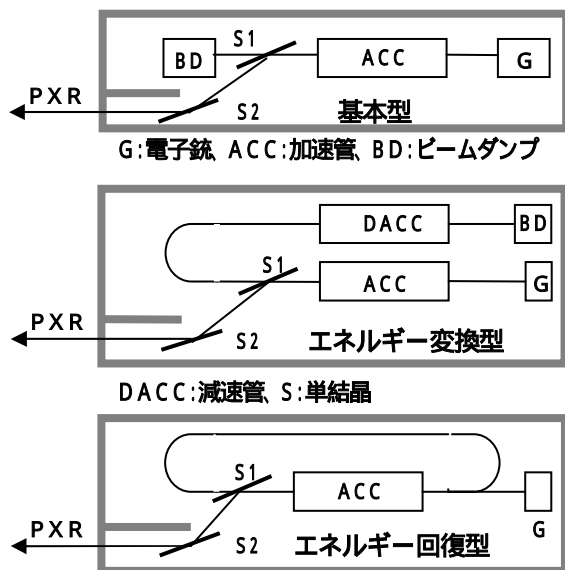 S1
BD ACC G
PXR
S2 基本型
G:電子銃、ACC:加速管、BD:ビームダンプ
DACC BD
S1
ACC G
PXR
S2 エネルギー変換型
DACC:減速管、S:単結晶
S1
ACC
PXR G
S2 エネルギー回復型